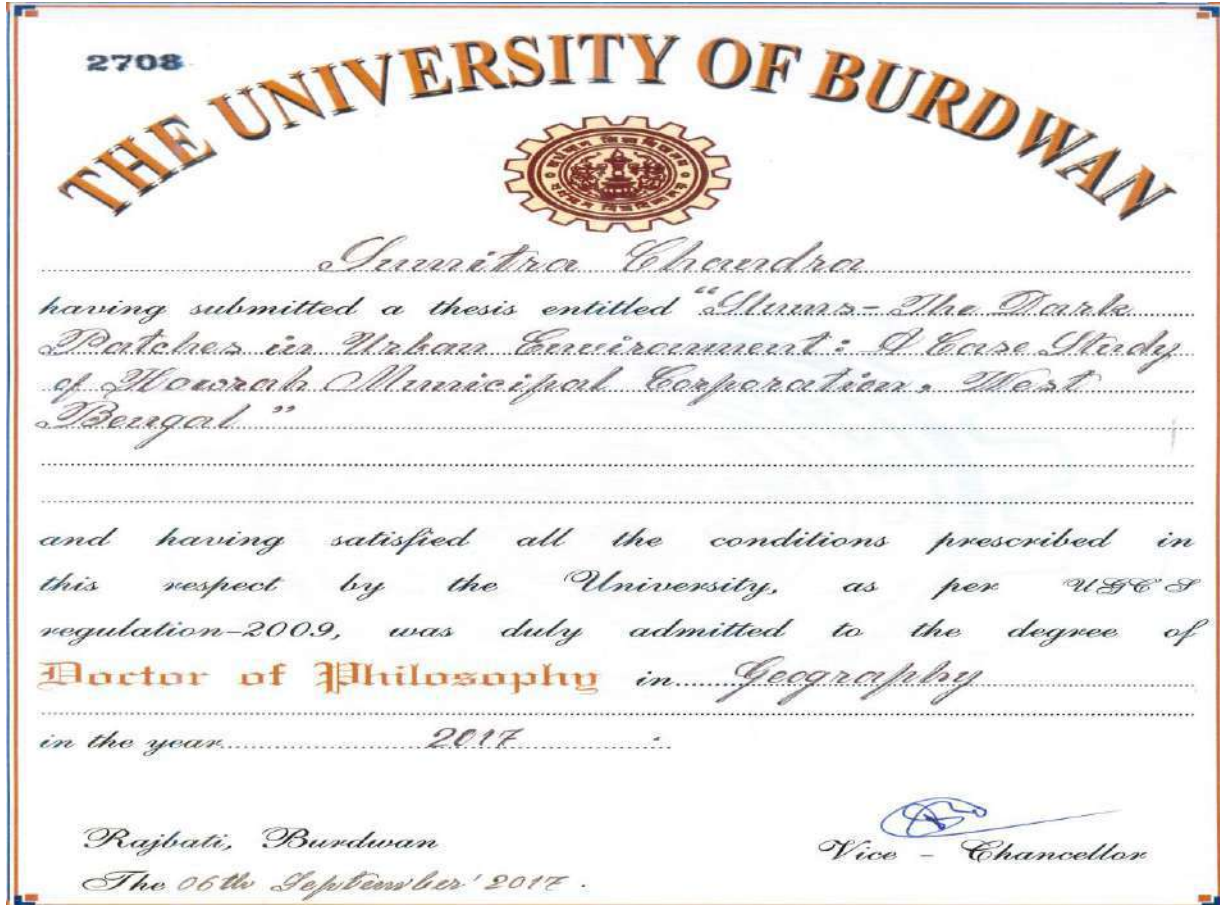 2708
THE UNIVERSITY OF BURDWAN
Sumitra Chandra
having submitted a thesis entitled "Slums - The Dark
Patches in Urban Environment : A Case Study
of Howrah Municipal Corporation, West
Bengal"
and having satisfied all the conditions prescribed in
this respect by the University, as per UGC'S
regulation-2009, was duly admitted to the degree of
Doctor of Philosophy in Geography
in the year 2017
Rajbati, Burdwan
Vice - Chancellor
The 06th September' 2017.